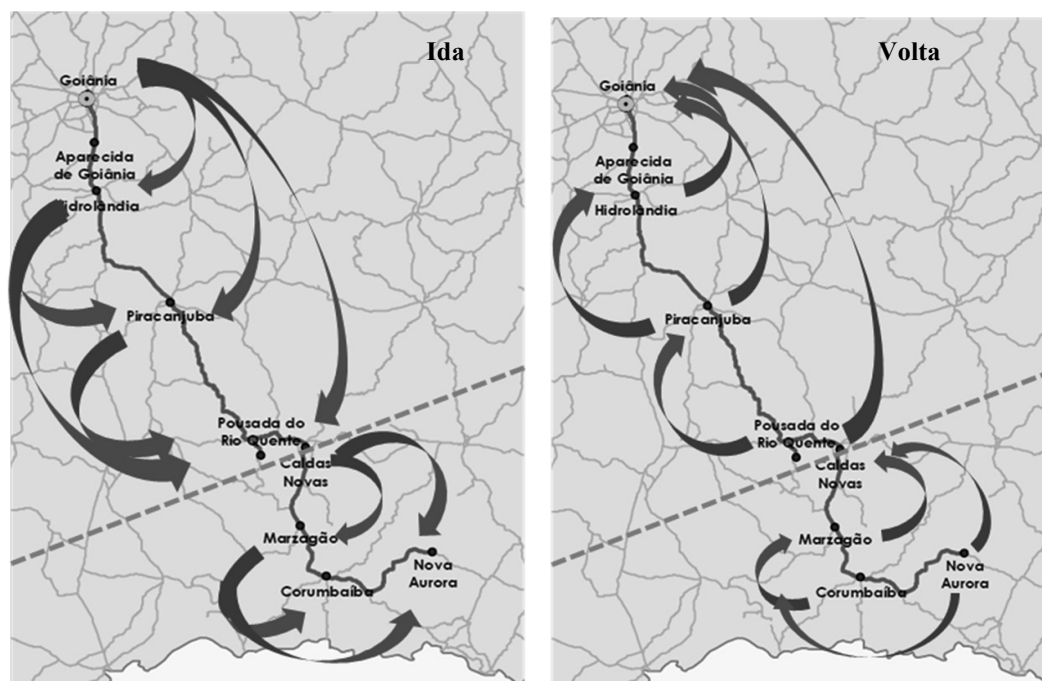 Ida
Goiânia
Aparecida
de Goiânia
Hidrolândia
Piracanjuba
Pousada do
Rio Quente
Caldas
Novas
Marzagão
Nova
Aurora
Corumbaíba
Volta
Goiânia
Aparecida
de Goiânia
Hidrolândia
Piracanjuba
Pousada do
Rio Quente
Caldas
Novas
Marzagão
Nova
Aurora
Corumbaíba